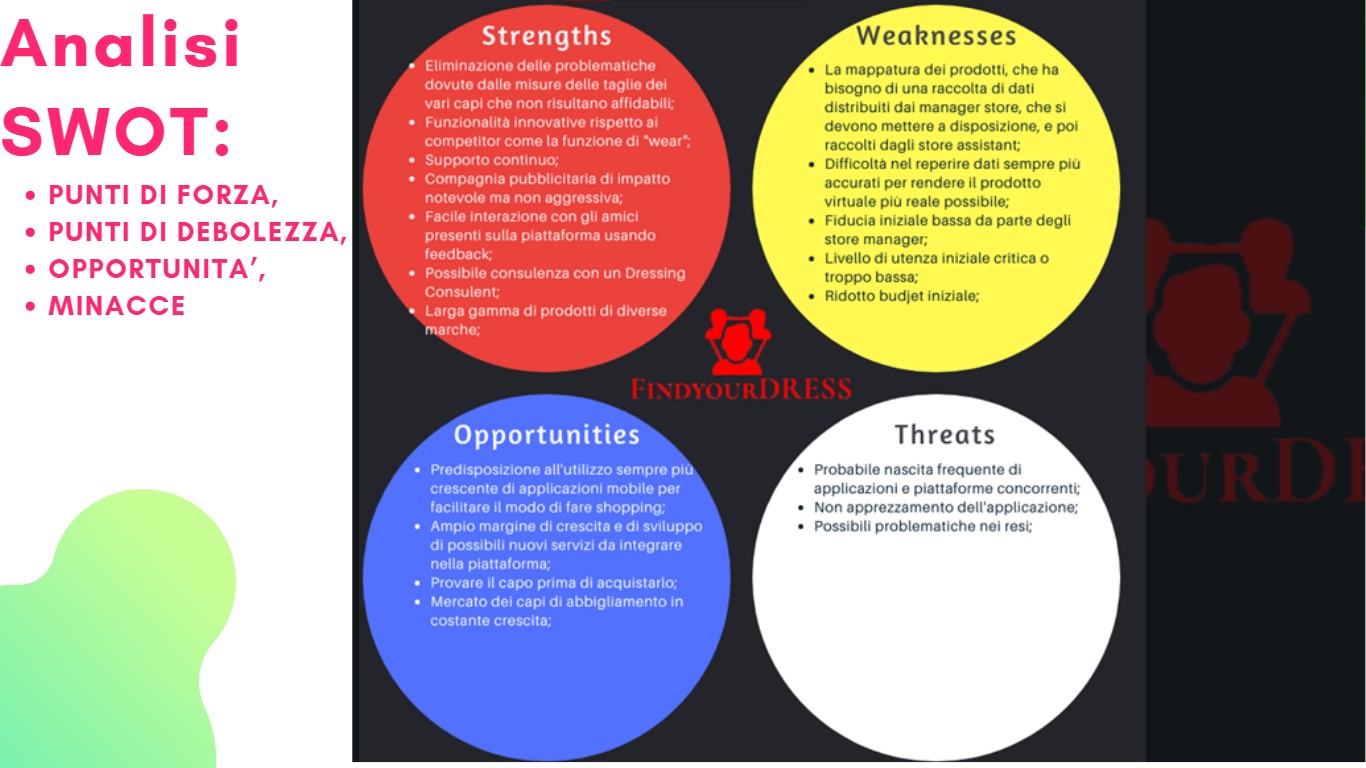 Analisi
SWOT:
• PUNTI DI FORZA,
• PUNTI DI DEBOLEZZA,
• OPPORTUNITA’,
• MINACCE
Strengths
• Eliminazione delle problematiche
dovute dalle misure delle taglie dei
vari capi che non risultano affidabili;
• Funzionalità innovative rispetto ai
competitor come la funzione di "wear";
• Supporto continuo;
• Compagnia pubblicitaria di impatto
notevole ma non aggressiva;
• Facile interazione con gli amici
presenti sulla piattaforma usando
feedback;
• Possibile consulenza con un Dressing
Consulent;
• Larga gamma di prodotti di diverse
marche;
Weaknesses
• La mappatura dei prodotti, che ha
bisogno di una raccolta di dati
distribuiti dai manager store, che si
devono mettere a disposizione, e poi
raccolti dagli store assistant;
• Difficoltà nel reperire dati sempre più
accurati per rendere il prodotto
virtuale più reale possibile;
• Fiducia iniziale bassa da parte degli
store manager;
• Livello di utenza iniziale critica o
troppo bassa;
• Ridotto budjet iniziale;
FINDYOURDRESS
Opportunities
• Predisposizione all'utilizzo sempre più
crescente di applicazioni mobile per
facilitare il modo di fare shopping;
• Ampio margine di crescita e di sviluppo
di possibili nuovi servizi da integrare
nella piattaforma;
• Provare il capo prima di acquistarlo;
• Mercato dei capi di abbigliamento in
costante crescita;
Threats
• Probabile nascita frequente di
applicazioni e piattaforme concorrenti;
• Non apprezzamento dell'applicazione;
• Possibili problematiche nei resi;
OURD